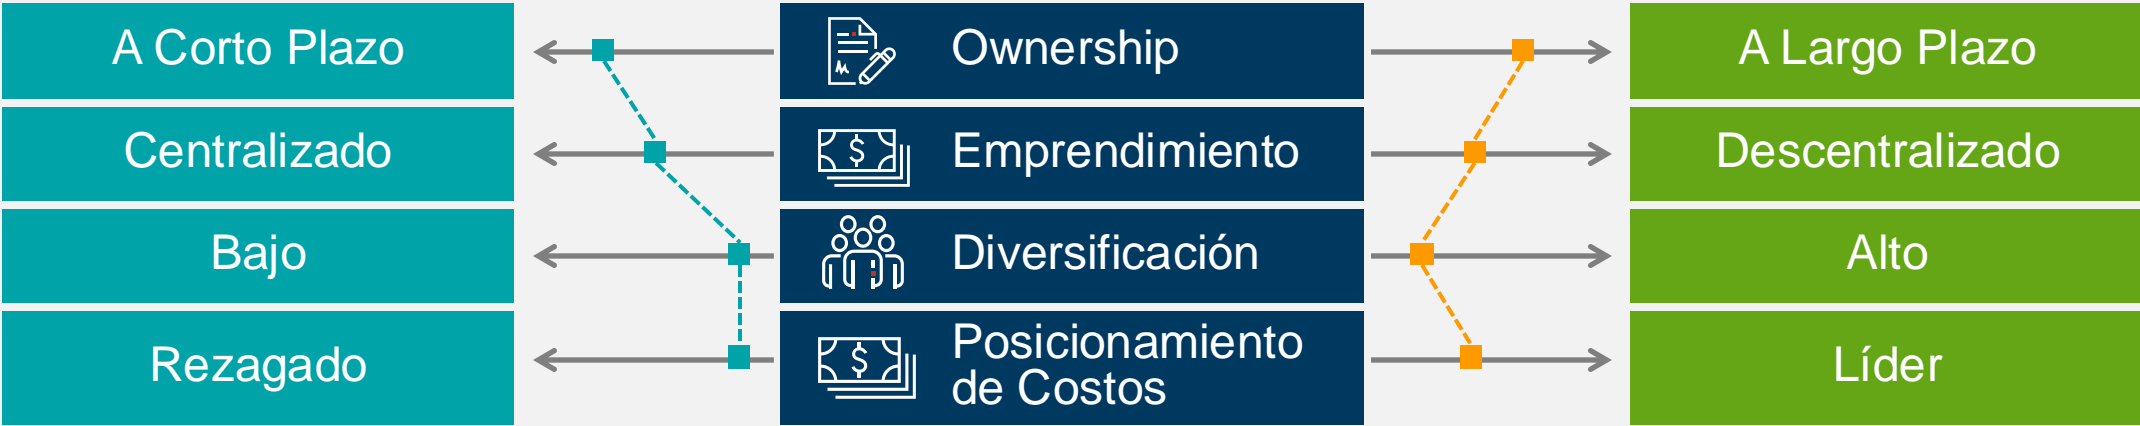 A Corto Plazo
Ownership
A Largo Plazo
Centralizado
$
Emprendimiento
Descentralizado
Bajo
Diversificación
Alto
Rezagado
$
Posicionamiento
de Costos
Líder